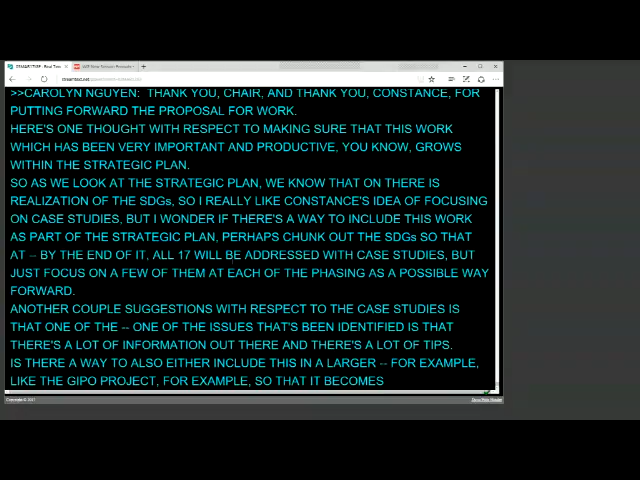 STREAMTEXT - Real Time
streamtext.net
>>CAROLYN NGUYEN: THANK YOU, CHAIR, AND THANK YOU, CONSTANCE, FOR
PUTTING FORWARD THE PROPOSAL FOR WORK.
HERE'S ONE THOUGHT WITH RESPECT TO MAKING SURE THAT THIS WORK
WHICH HAS BEEN VERY IMPORTANT AND PRODUCTIVE, YOU KNOW, GROWS
WITHIN THE STRATEGIC PLAN.
SO AS WE LOOK AT THE STRATEGIC PLAN, WE KNOW THAT ON THERE IS
REALIZATION OF THE SDGs, SO I REALLY LIKE CONSTANCE'S IDEA OF FOCUSING
ON CASE STUDIES, BUT I WONDER IF THERE'S A WAY TO INCLUDE THIS WORK
AS PART OF THE STRATEGIC PLAN, PERHAPS CHUNK OUT THE SDGs SO THAT
AT -- BY THE END OF IT, ALL 17 WILL BE ADDRESSED WITH CASE STUDIES, BUT
JUST FOCUS ON A FEW OF THEM AT EACH OF THE PHASING AS A POSSIBLE WAY
FORWARD.
ANOTHER COUPLE SUGGESTIONS WITH RESPECT TO THE CASE STUDIES IS
THAT ONE OF THE -- ONE OF THE ISSUES THAT'S BEEN IDENTIFIED IS THAT
THERE'S A LOT OF INFORMATION OUT THERE AND THERE'S A LOT OF TIPS.
IS THERE A WAY TO ALSO EITHER INCLUDE THIS IN A LARGER -- FOR EXAMPLE,
LIKE THE GIPO PROJECT, FOR EXAMPLE, SO THAT IT BECOMES